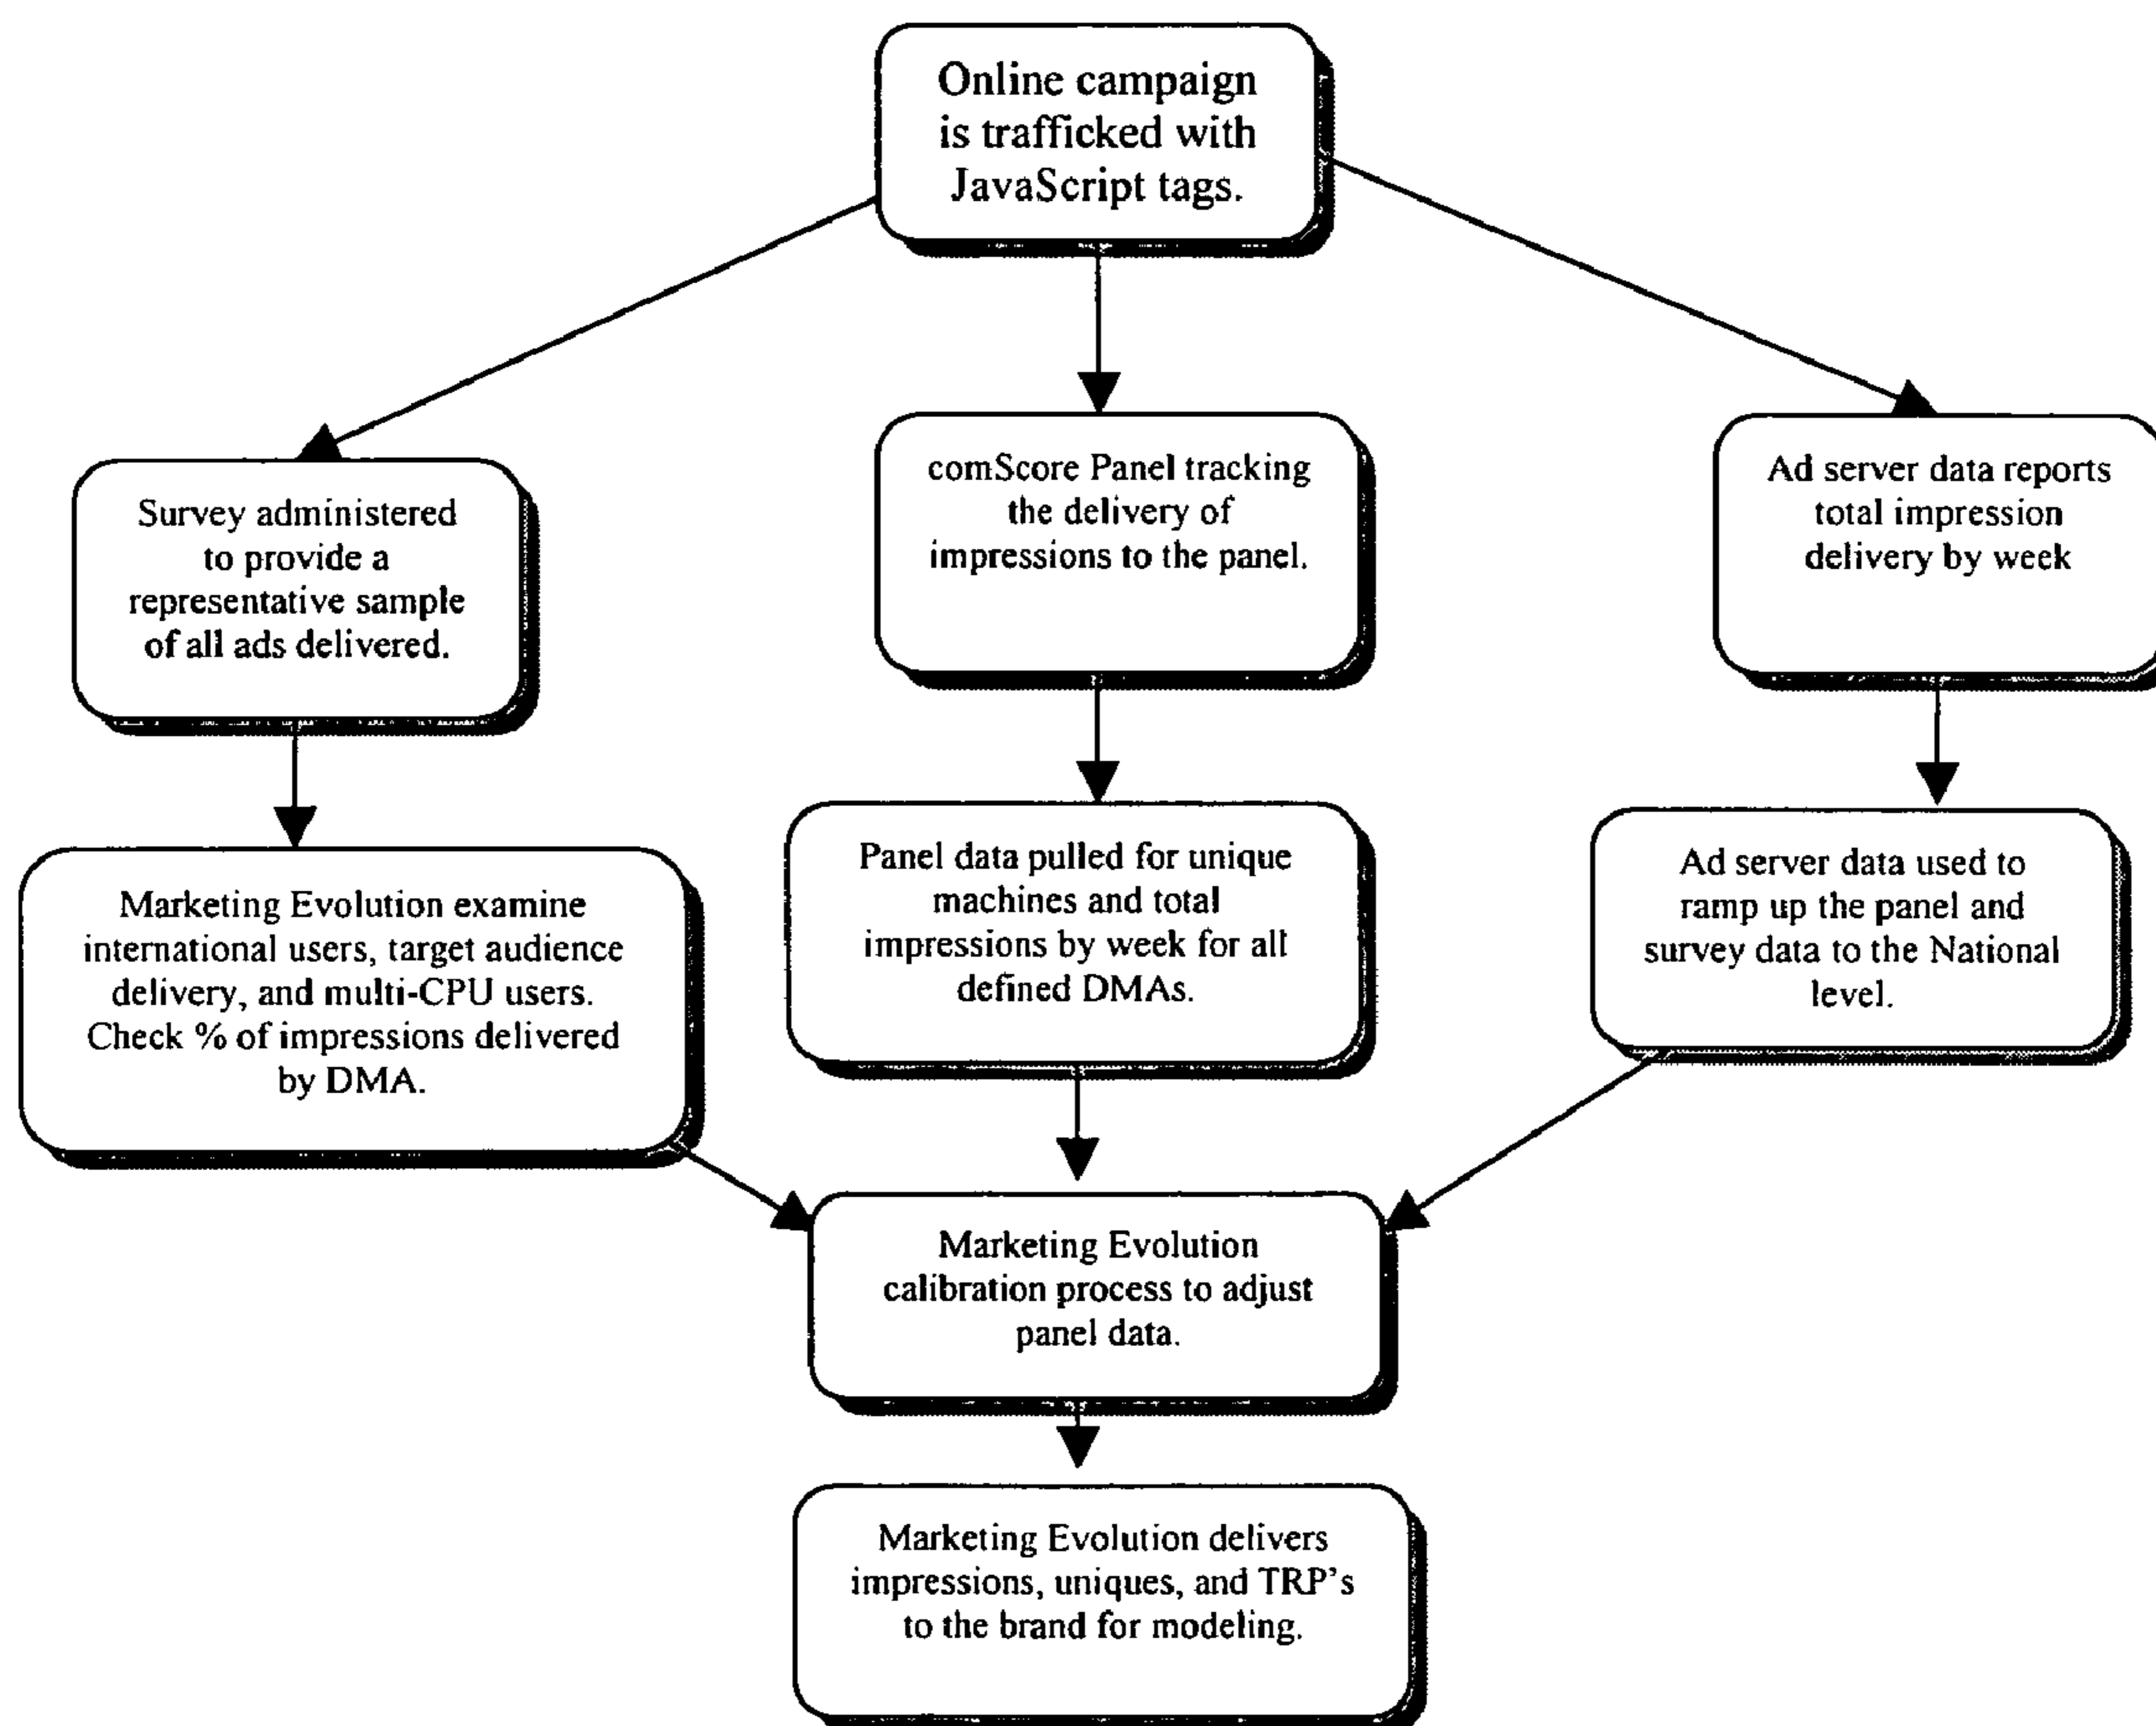 Online campaign
is trafficked with
JavaScript tags.
Survey administered
to provide a
representative sample
of all ads delivered.
comScore Panel tracking
the delivery of
impressions to the panel.
Ad server data reports
total impression
delivery by week
Marketing Evolution examine
international users, target audience
delivery, and multi-CPU users.
Check % of impressions delivered
by DMA.
Panel data pulled for unique
machines and total
impressions by week for all
defined DMAs.
Ad server data used to
ramp up the panel and
survey data to the National
level.
Marketing Evolution
calibration process to adjust
panel data.
Marketing Evolution delivers
impressions, uniques, and TRP's
to the brand for modeling.